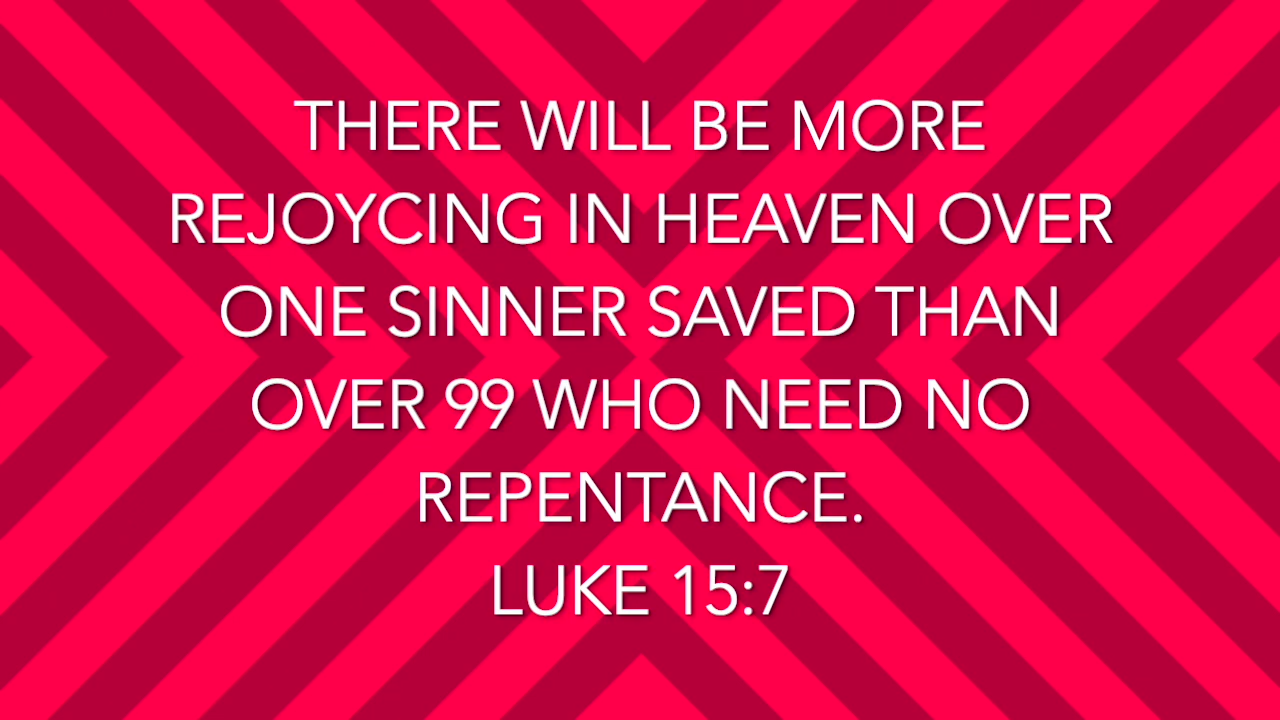 THERE WILL BE MORE
REJOYCING IN HEAVEN OVER
ONE SINNER SAVED THAN
OVER 99 WHO NEED NO
REPENTANCE.
LUKE 15:7